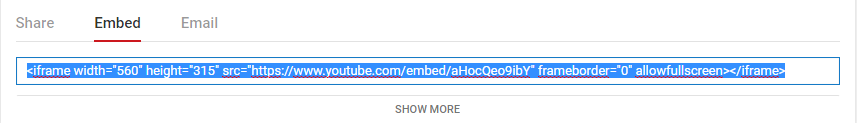 Share Embed Email
<iframe width="560" height="315" src="https://www.youtube.com/embed/aHocQeo9ibY" frameborder="0" allowfullscreen></iframe>
SHOW MORE